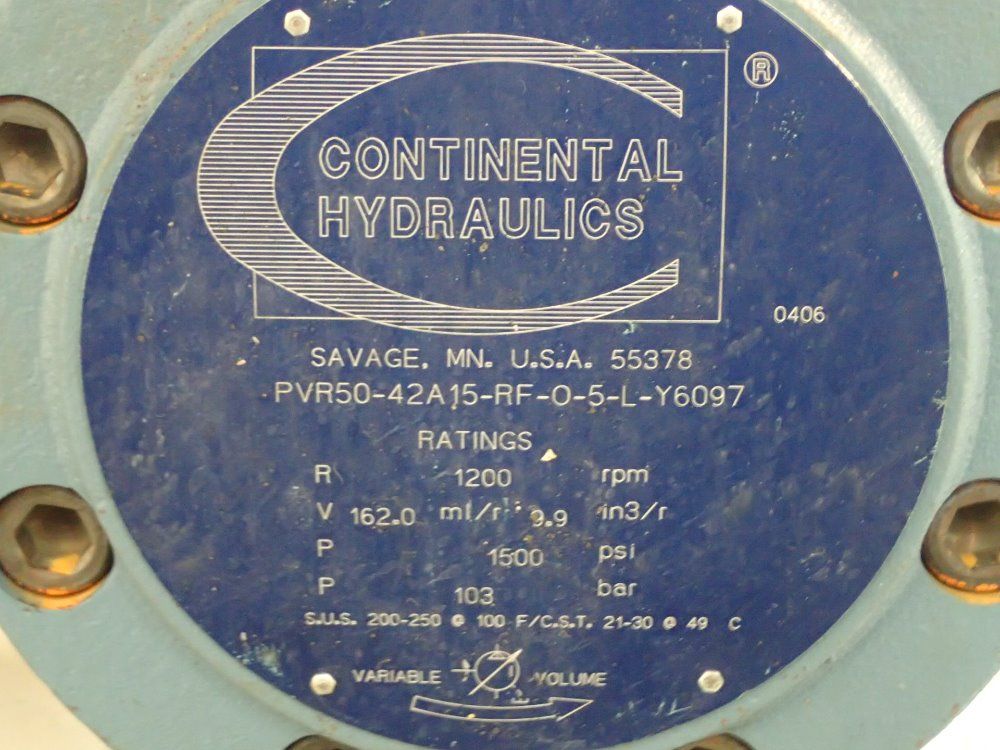 ®
CONTINENTAL
HYDRAULICS
0406
SAVAGE, MN. U.S.A. 55378
PVR50-42A15-RF-O-5-L-Y6097
RATINGS
R 1200 rpm
V 162.0 ml/r 9.9 in3/r
P 1500 psi
P 103 bar
S.U.S. 200-250 @ 100 F/C.S.T. 21-30 @ 49 C
VARIABLE VOLUME